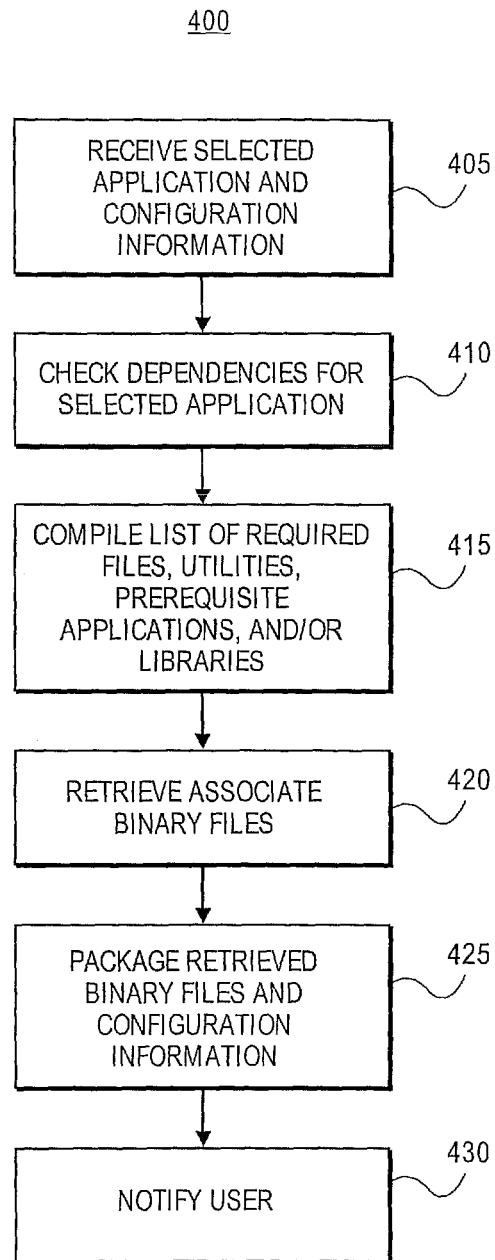 400
RECEIVE SELECTED
APPLICATION AND
CONFIGURATION
INFORMATION
405
CHECK DEPENDENCIES FOR
SELECTED APPLICATION
410
COMPILE LIST OF REQUIRED
FILES, UTILITIES,
PREREQUISITE
APPLICATIONS, AND/OR
LIBRARIES
415
RETRIEVE ASSOCIATE
BINARY FILES
420
PACKAGE RETRIEVED
BINARY FILES AND
CONFIGURATION
INFORMATION
425
NOTIFY USER
430